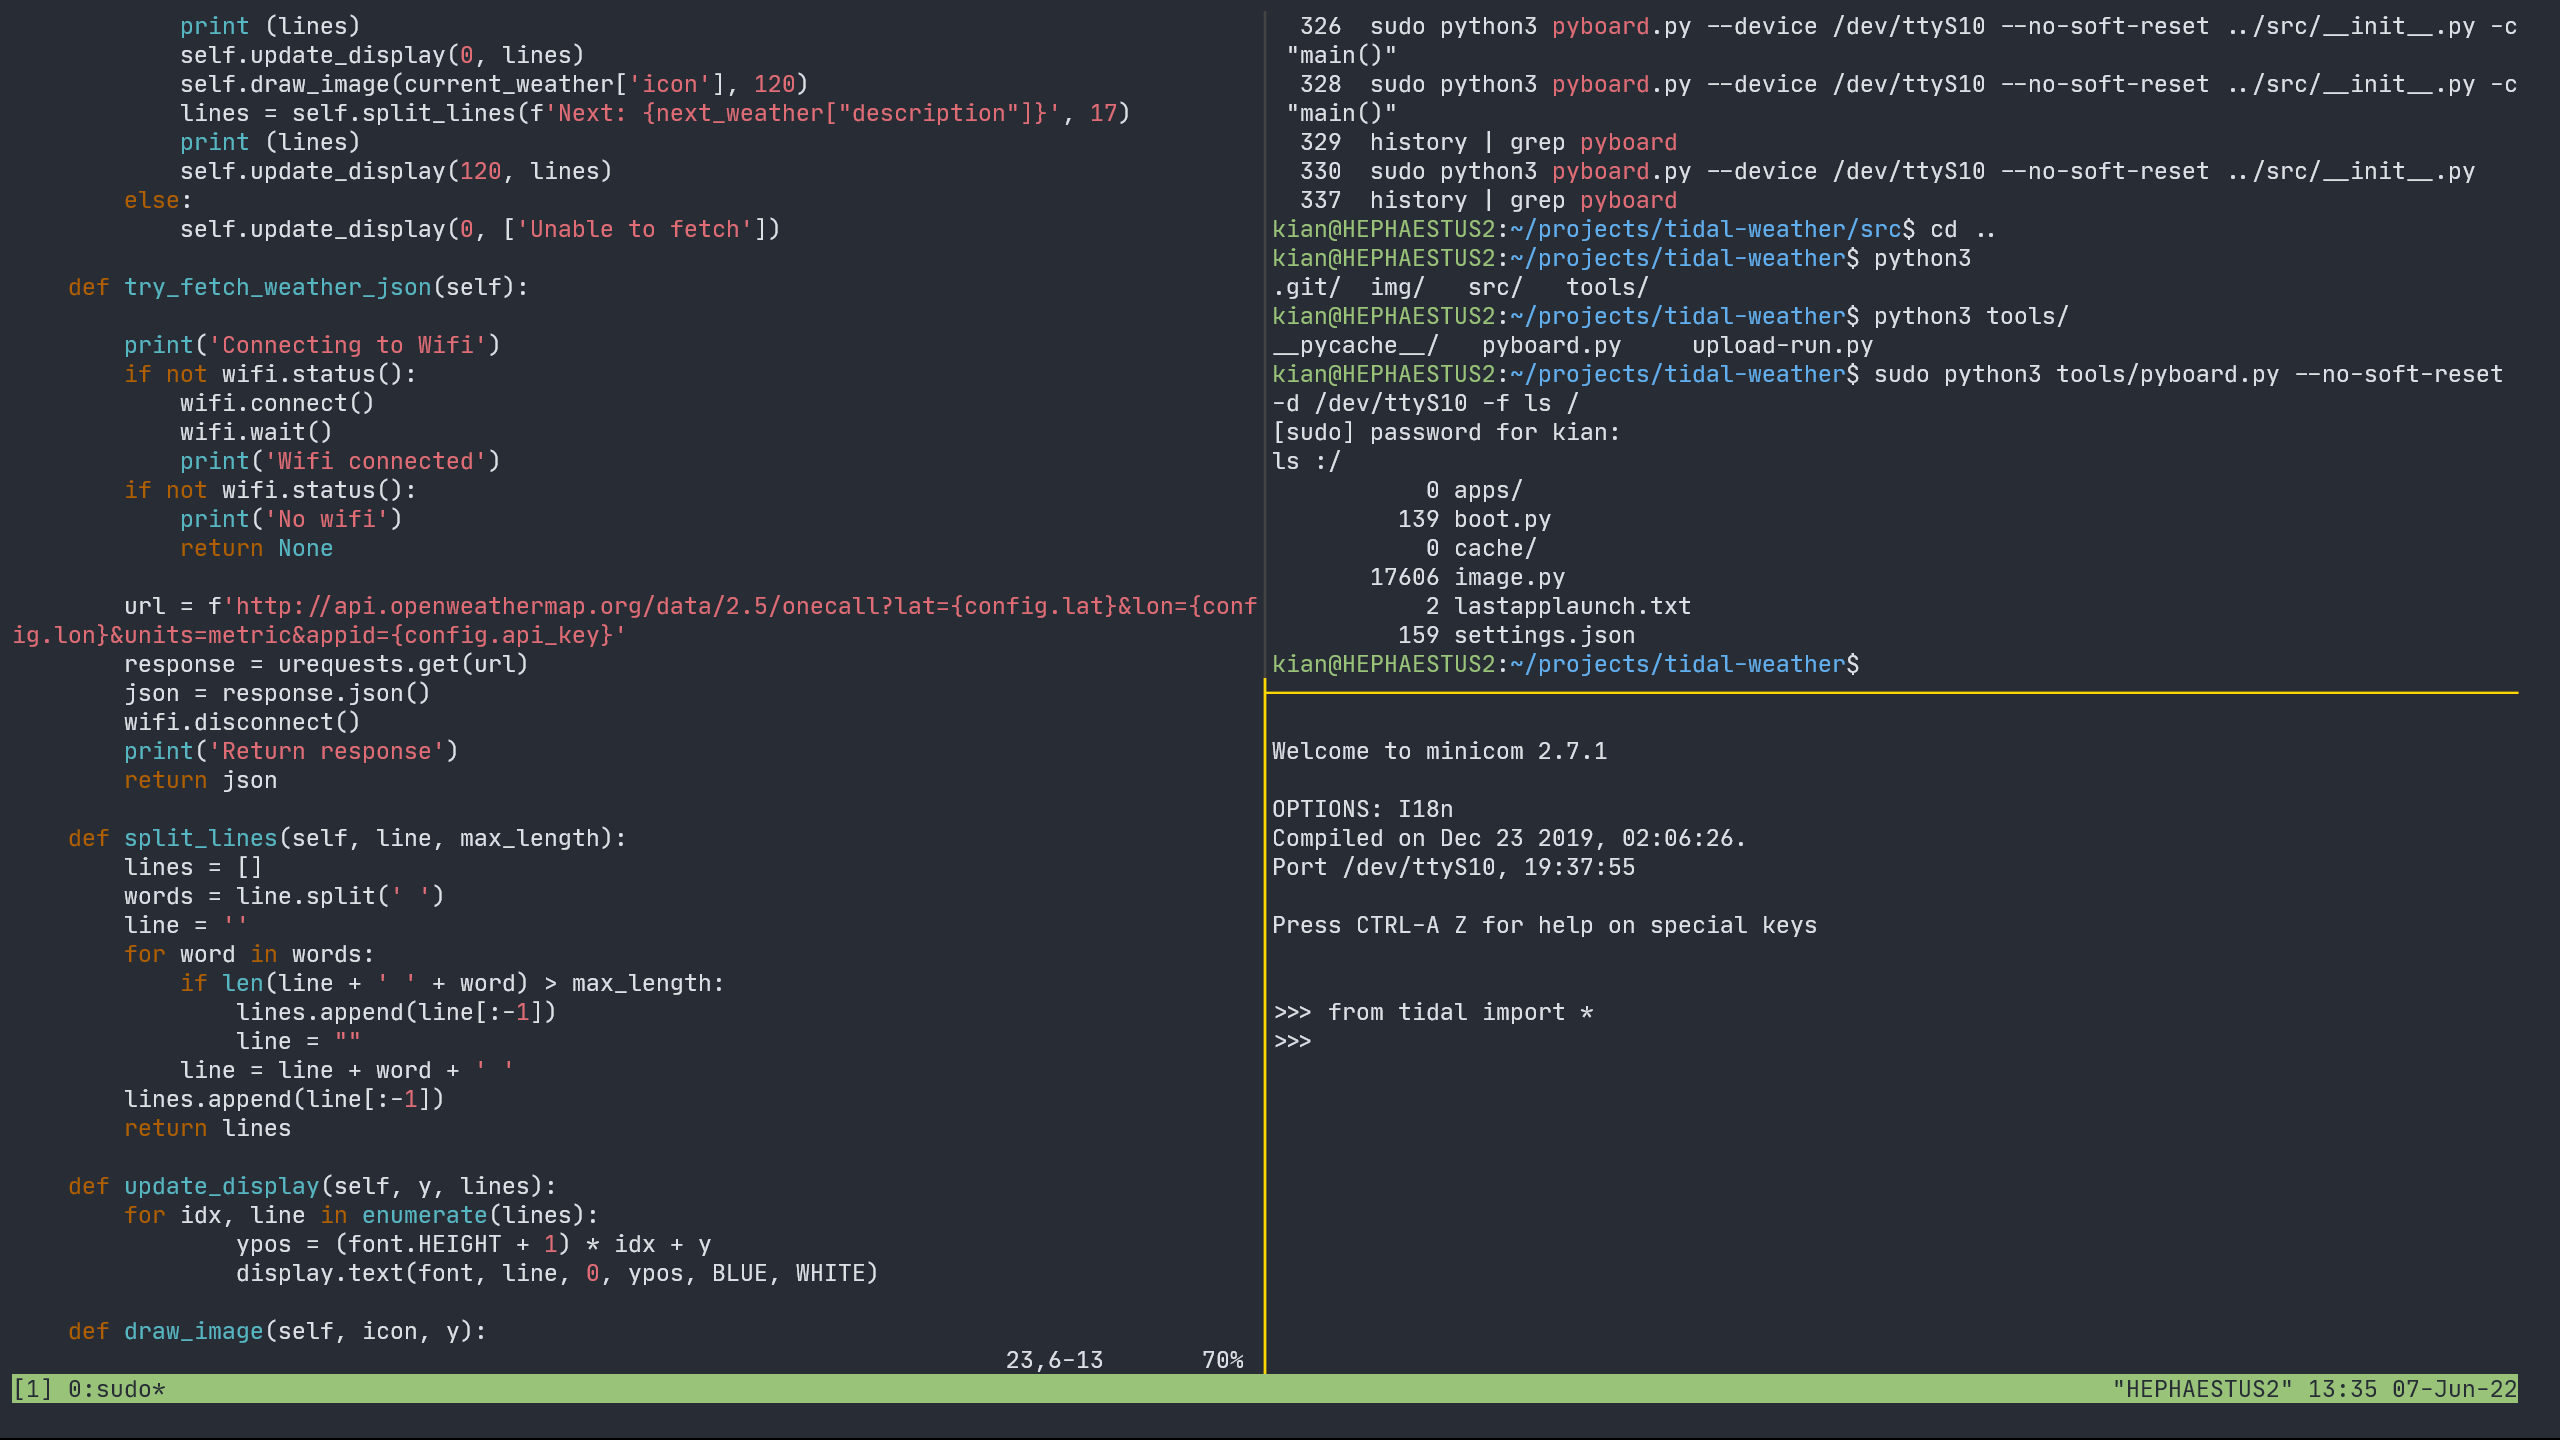 print (lines)
            self.update_display(0, lines)
            self.draw_image(current_weather['icon'], 120)
            lines = self.split_lines(f'Next: {next_weather["description"]}', 17)
            print (lines)
            self.update_display(120, lines)
        else:
            self.update_display(0, ['Unable to fetch'])

    def try_fetch_weather_json(self):

        print('Connecting to Wifi')
        if not wifi.status():
            wifi.connect()
            wifi.wait()
            print('Wifi connected')
        if not wifi.status():
            print('No wifi')
            return None

        url = f'http://api.openweathermap.org/data/2.5/onecall?lat={config.lat}&lon={conf
ig.lon}&units=metric&appid={config.api_key}'
        response = urequests.get(url)
        json = response.json()
        wifi.disconnect()
        print('Return response')
        return json

    def split_lines(self, line, max_length):
        lines = []
        words = line.split(' ')
        line = ''
        for word in words:
            if len(line + ' ' + word) > max_length:
                lines.append(line[:-1])
                line = ""
            line = line + word + ' '
        lines.append(line[:-1])
        return lines

    def update_display(self, y, lines):
        for idx, line in enumerate(lines):
                ypos = (font.HEIGHT + 1) * idx + y
                display.text(font, line, 0, ypos, BLUE, WHITE)

    def draw_image(self, icon, y):
23,6-13       70%
  326  sudo python3 pyboard.py --device /dev/ttyS10 --no-soft-reset ../src/__init__.py -c
 "main()"
  328  sudo python3 pyboard.py --device /dev/ttyS10 --no-soft-reset ../src/__init__.py -c
 "main()"
  329  history | grep pyboard
  330  sudo python3 pyboard.py --device /dev/ttyS10 --no-soft-reset ../src/__init__.py
  337  history | grep pyboard
kian@HEPHAESTUS2:~/projects/tidal-weather/src$ cd ..
kian@HEPHAESTUS2:~/projects/tidal-weather$ python3
.git/  img/   src/   tools/
kian@HEPHAESTUS2:~/projects/tidal-weather$ python3 tools/
__pycache__/   pyboard.py     upload-run.py
kian@HEPHAESTUS2:~/projects/tidal-weather$ sudo python3 tools/pyboard.py --no-soft-reset
-d /dev/ttyS10 -f ls /
[sudo] password for kian:
ls :/
           0 apps/
         139 boot.py
           0 cache/
       17606 image.py
           2 lastapplaunch.txt
         159 settings.json
kian@HEPHAESTUS2:~/projects/tidal-weather$

Welcome to minicom 2.7.1

OPTIONS: I18n
Compiled on Dec 23 2019, 02:06:26.
Port /dev/ttyS10, 19:37:55

Press CTRL-A Z for help on special keys

>>> from tidal import *
>>>
[1] 0:sudo*
"HEPHAESTUS2" 13:35 07-Jun-22